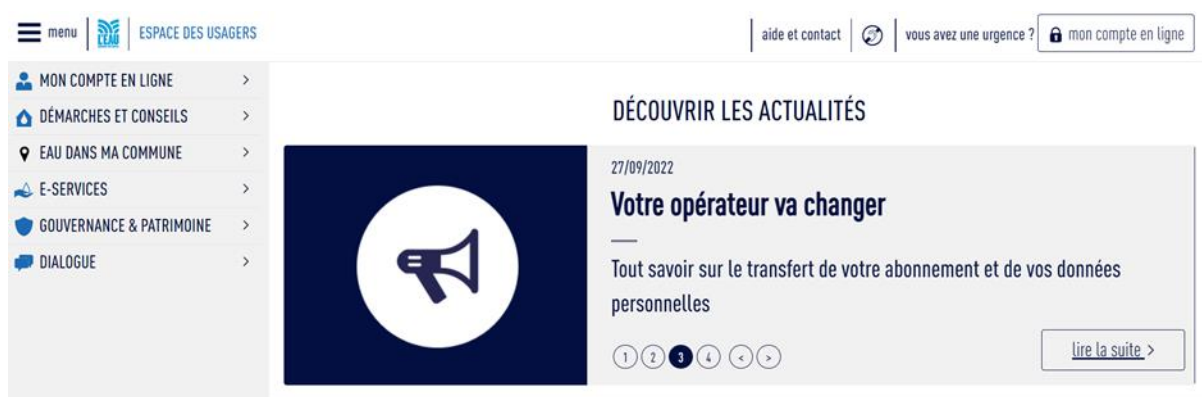 menu
L'EAU
ESPACE DES USAGERS
aide et contact
vous avez une urgence ?
mon compte en ligne
MON COMPTE EN LIGNE >
DÉMARCHES ET CONSEILS >
EAU DANS MA COMMUNE >
E-SERVICES >
GOUVERNANCE & PATRIMOINE >
DIALOGUE >
DÉCOUVRIR LES ACTUALITÉS
27/09/2022
Votre opérateur va changer
Tout savoir sur le transfert de votre abonnement et de vos données
personnelles
1 2 3 4 < >
lire la suite >